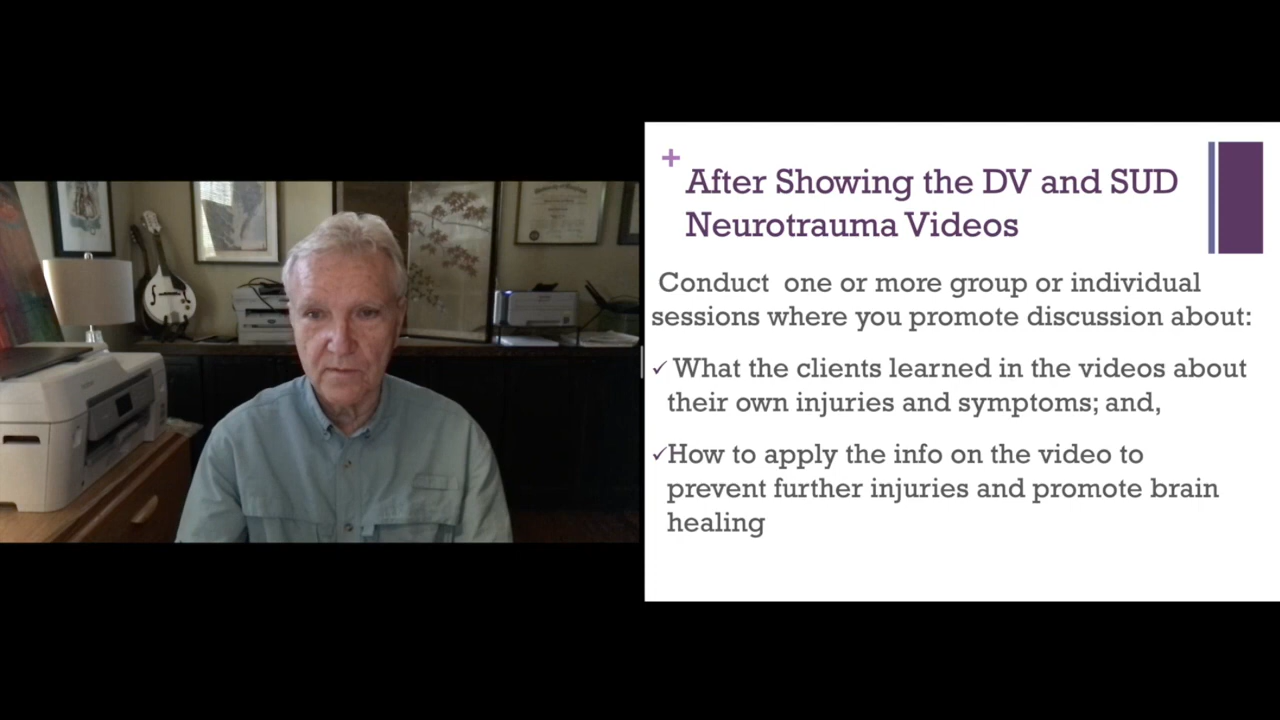 +
After Showing the DV and SUD
Neurotrauma Videos
Conduct one or more group or individual
sessions where you promote discussion about:
✓ What the clients learned in the videos about
their own injuries and symptoms; and,
✓How to apply the info on the video to
prevent further injuries and promote brain
healing